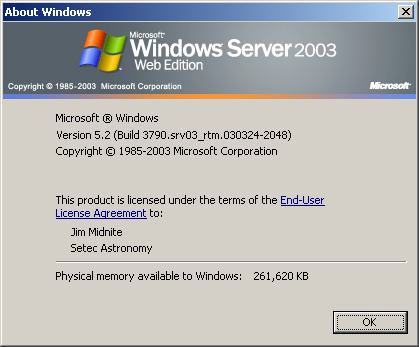 About Windows
Microsoft
Windows Server 2003
Web Edition
Copyright © 1985-2003 Microsoft Corporation
Microsoft
Microsoft ® Windows
Version 5.2 (Build 3790.srv03_rtm.030324-2048)
Copyright © 1985-2003 Microsoft Corporation
This product is licensed under the terms of the End-User
License Agreement to:
Jim Midnite
Setec Astronomy
Physical memory available to Windows: 261,620 KB
OK